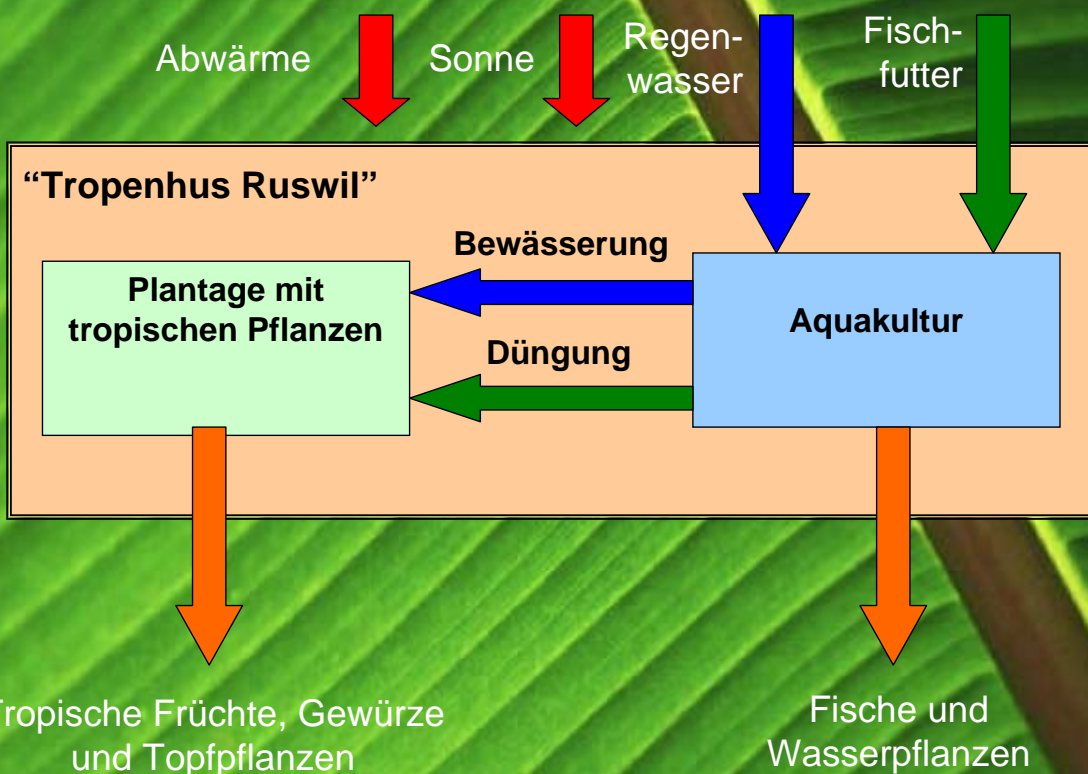 Abwärme
Sonne
Regen-
wasser
Fisch-
futter
“Tropenhus Ruswil”
Bewässerung
Plantage mit
tropischen Pflanzen
Aquakultur
Düngung
Tropische Früchte, Gewürze
und Topfpflanzen
Fische und
Wasserpflanzen